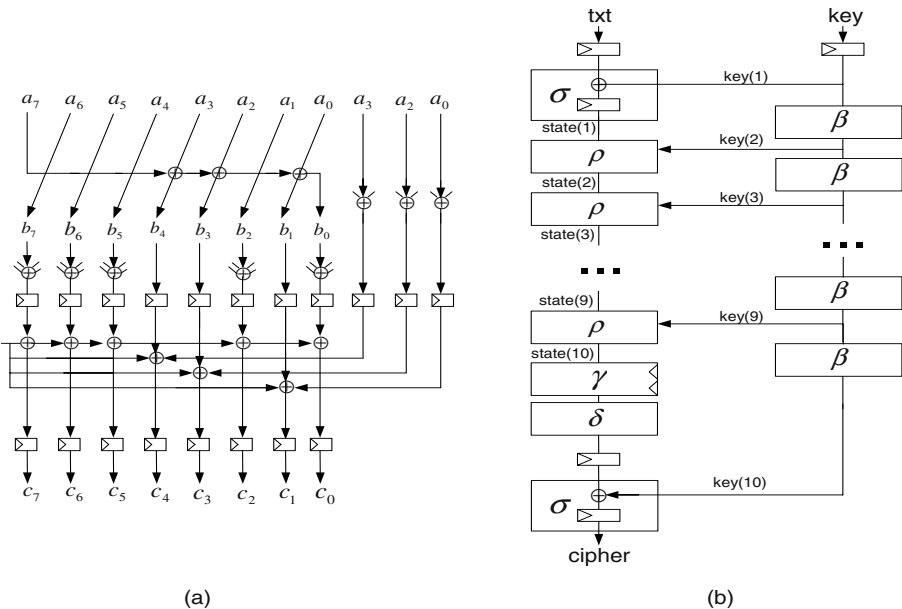 a₇ a₆ a₅ a₄ a₃ a₂ a₁ a₀ a₃ a₂ a₀
b₇ b₆ b₅ b₄ b₃ b₂ b₁ b₀
c₇ c₆ c₅ c₄ c₃ c₂ c₁ c₀
(a)
txt key
σ
key(1)
state(1)
β
key(2)
ρ
state(2)
β
key(3)
ρ
state(3)
state(9)
β
key(9)
ρ
state(10)
β
γ
δ
key(10)
σ
cipher
(b)